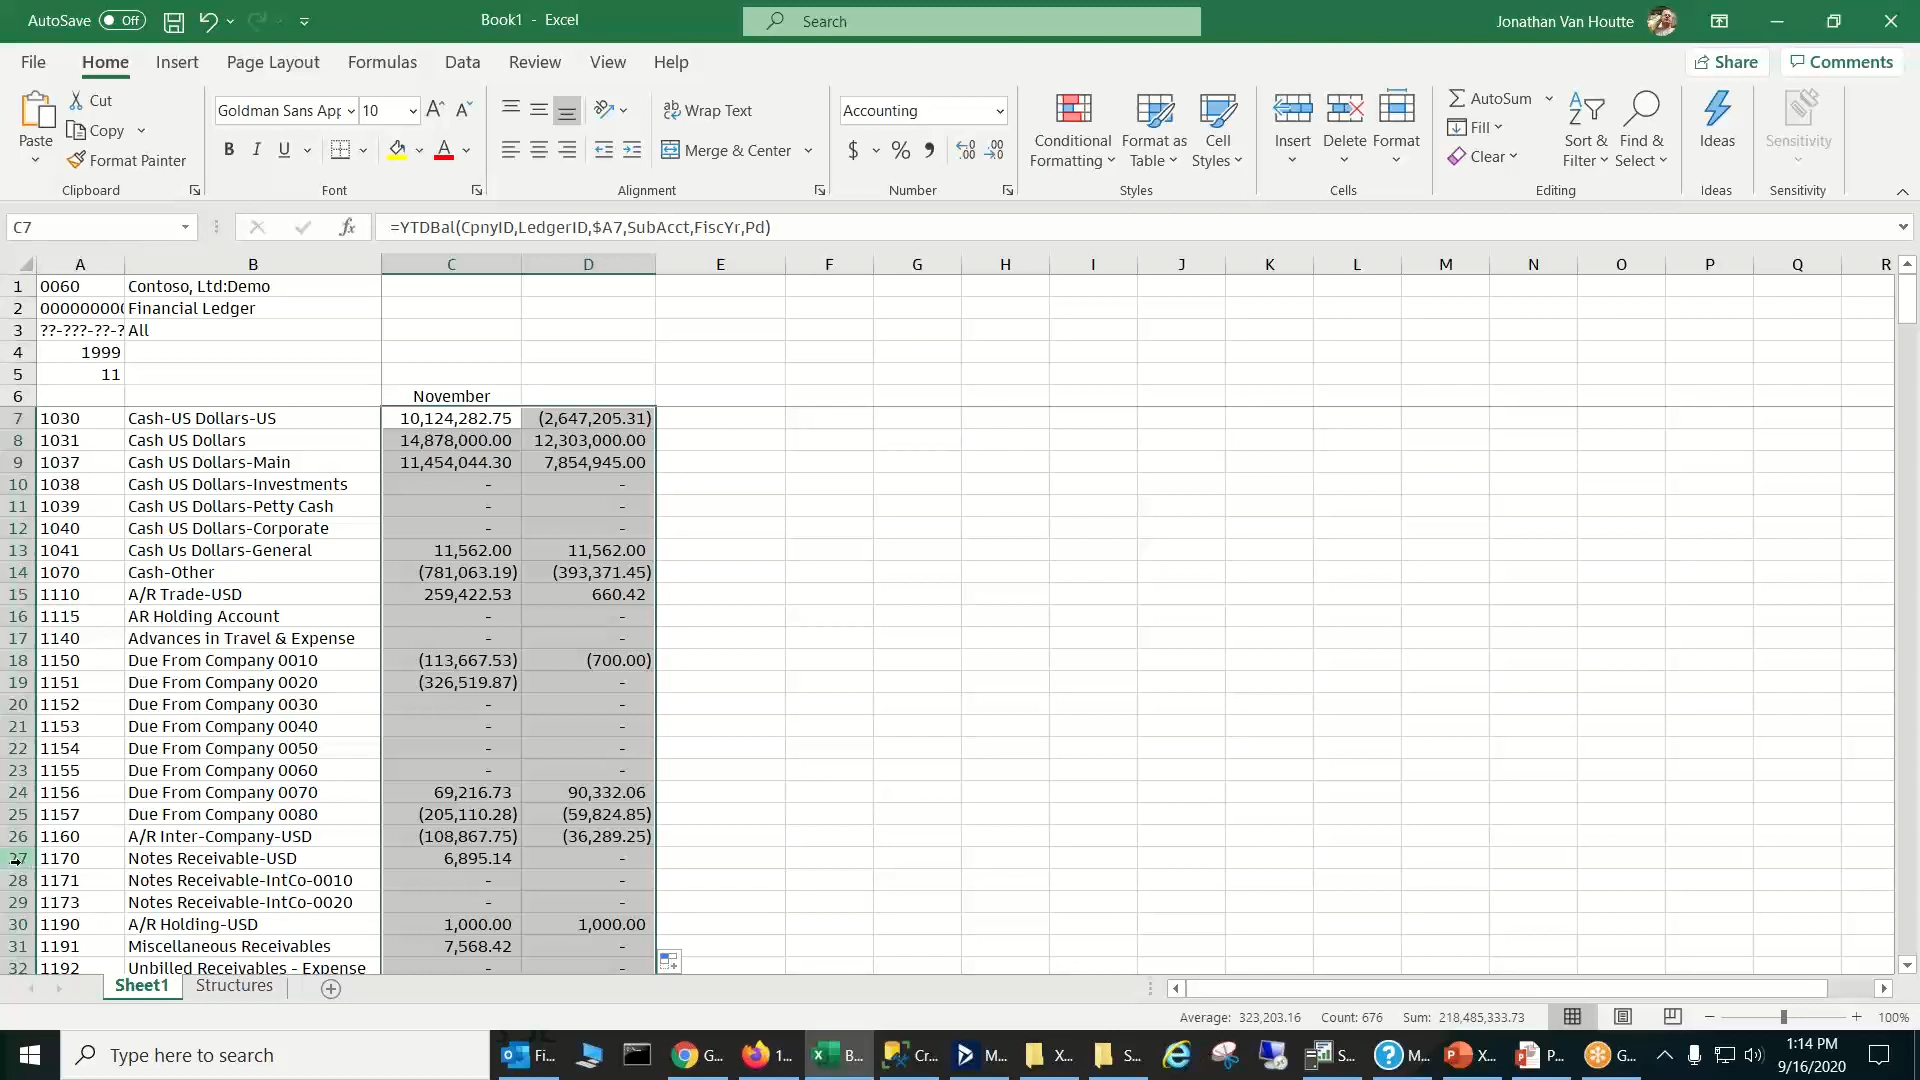 AutoSave Off Book1 - Excel Search Jonathan Van Houtte
File Home Insert Page Layout Formulas Data Review View Help Share Comments
Cut Goldman Sans App 10 Wrap Text Accounting AutoSum
Paste Copy Format Painter B I U A Merge & Center $ % 9 Conditional Formatting Format as Table Cell Styles Insert Delete Format Fill Clear Sort & Filter Find & Select Ideas Sensitivity
Clipboard Font Alignment Number Styles Cells Editing Ideas Sensitivity
C7 fx =YTDBal(CpnyID,LedgerID,$A7,SubAcct,FiscYr,Pd)
A B C D E F G H I J K L M N O P Q R
1 0060 Contoso, Ltd:Demo
2 000000000 Financial Ledger
3 ??-???-??-? All
4 1999
5 11
6 November
7 1030 Cash-US Dollars-US 10,124,282.75 (2,647,205.31)
8 1031 Cash US Dollars 14,878,000.00 12,303,000.00
9 1037 Cash US Dollars-Main 11,454,044.30 7,854,945.00
10 1038 Cash US Dollars-Investments - -
11 1039 Cash US Dollars-Petty Cash - -
12 1040 Cash US Dollars-Corporate - -
13 1041 Cash Us Dollars-General 11,562.00 11,562.00
14 1070 Cash-Other (781,063.19) (393,371.45)
15 1110 A/R Trade-USD 259,422.53 660.42
16 1115 AR Holding Account - -
17 1140 Advances in Travel & Expense - -
18 1150 Due From Company 0010 (113,667.53) (700.00)
19 1151 Due From Company 0020 (326,519.87) -
20 1152 Due From Company 0030 - -
21 1153 Due From Company 0040 - -
22 1154 Due From Company 0050 - -
23 1155 Due From Company 0060 - -
24 1156 Due From Company 0070 69,216.73 90,332.06
25 1157 Due From Company 0080 (205,110.28) (59,824.85)
26 1160 A/R Inter-Company-USD (108,867.75) (36,289.25)
27 1170 Notes Receivable-USD 6,895.14 -
28 1171 Notes Receivable-IntCo-0010 - -
29 1173 Notes Receivable-IntCo-0020 - -
30 1190 A/R Holding-USD 1,000.00 1,000.00
31 1191 Miscellaneous Receivables 7,568.42 -
32 1192 Unbilled Receivables - Expense - -
Sheet1 Structures
Average: 323,203.16 Count: 676 Sum: 218,485,333.73 100%
Type here to search Fi... G... 1... B... Cr... M... X... S... S... M... X... P... G... 1:14 PM
9/16/2020